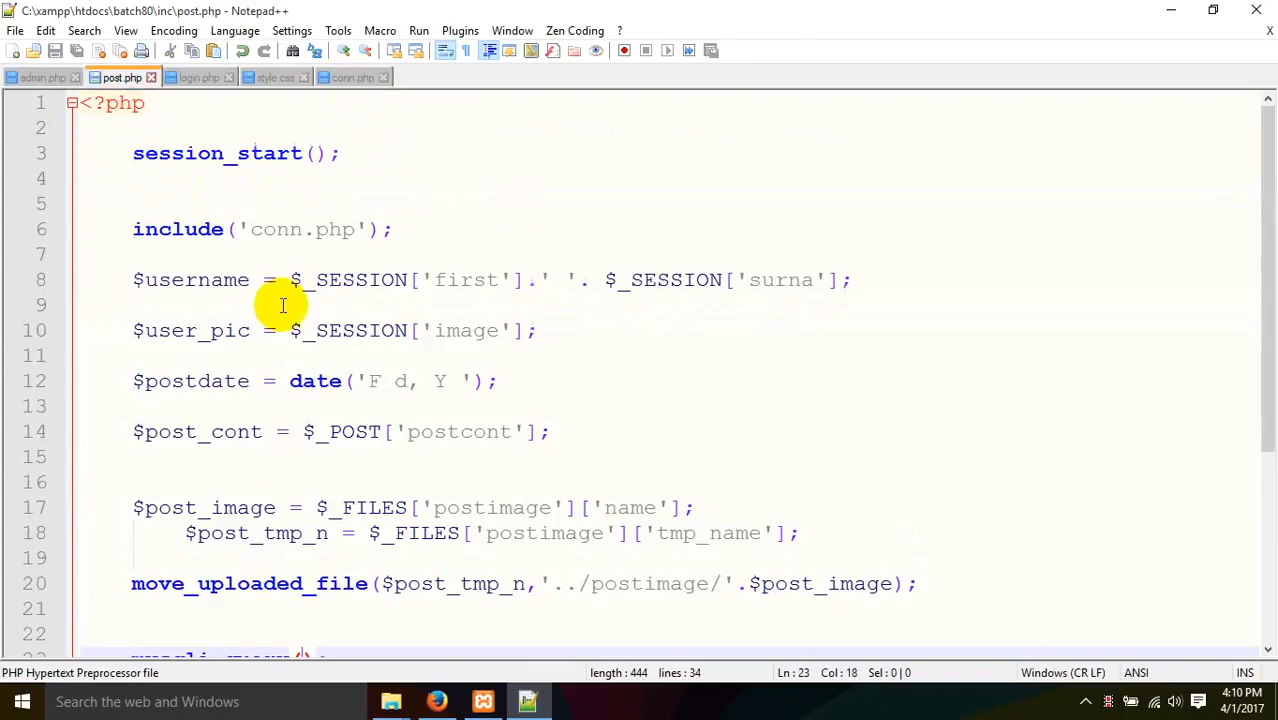 C:\xampp\htdocs\batch80\inc\post.php - Notepad++
File Edit Search View Encoding Language Settings Macro Run Plugins Window Zen Coding ? X
admin.php post.php login.php style.css conn.php
1 <?php
2
3 session_start();
4
5
6 include('conn.php');
7
8 $username = $_SESSION['first'].' '. $_SESSION['surna'];
9
10 $user_pic = $_SESSION['image'];
11
12 $postdate = date('F d, Y ');
13
14 $post_cont = $_POST['postcont'];
15
16
17 $post_image = $_FILES['postimage']['name'];
18 $post_tmp_n = $_FILES['postimage']['tmp_name'];
19
20 move_uploaded_file($post_tmp_n,'../postimage/'.$post_image);
21
22
23 mysqli_query();
PHP Hypertext Preprocessor file length : 444 lines : 34 Ln : 23 Col : 18 Sel : 0 | 0 Windows (CR LF) ANSI INS
Search the web and Windows 4:10 PM
4/1/2017